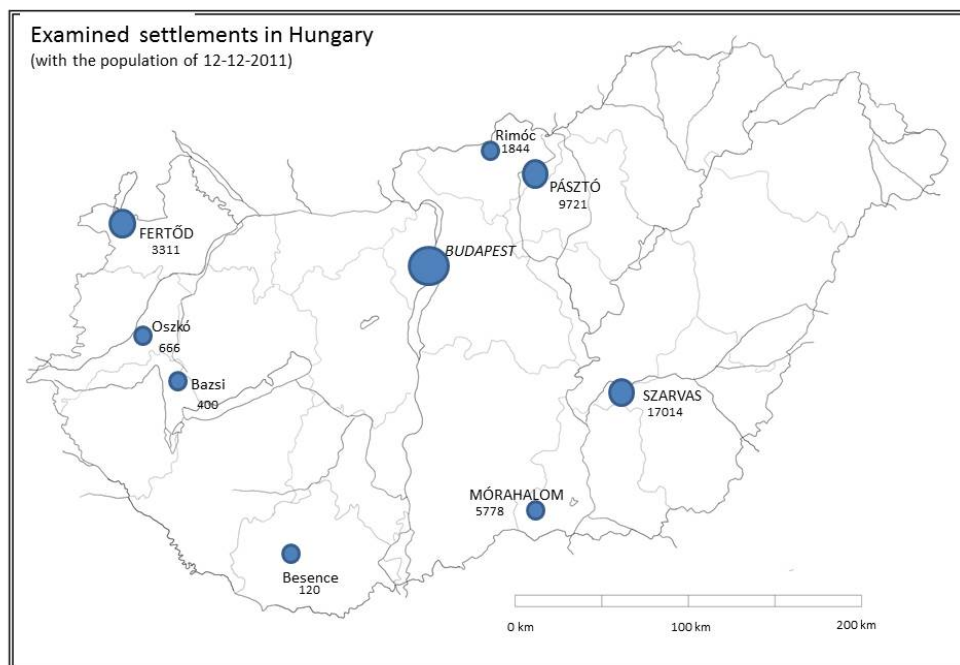 Examined settlements in Hungary
(with the population of 12-12-2011)
Rimóc
1844
PÁSZTÓ
9721
FERTŐD
3311
BUDAPEST
Oszkó
666
Bazsi
400
SZARVAS
17014
MÓRAHALOM
5778
Besence
120
0 km
100 km
200 km